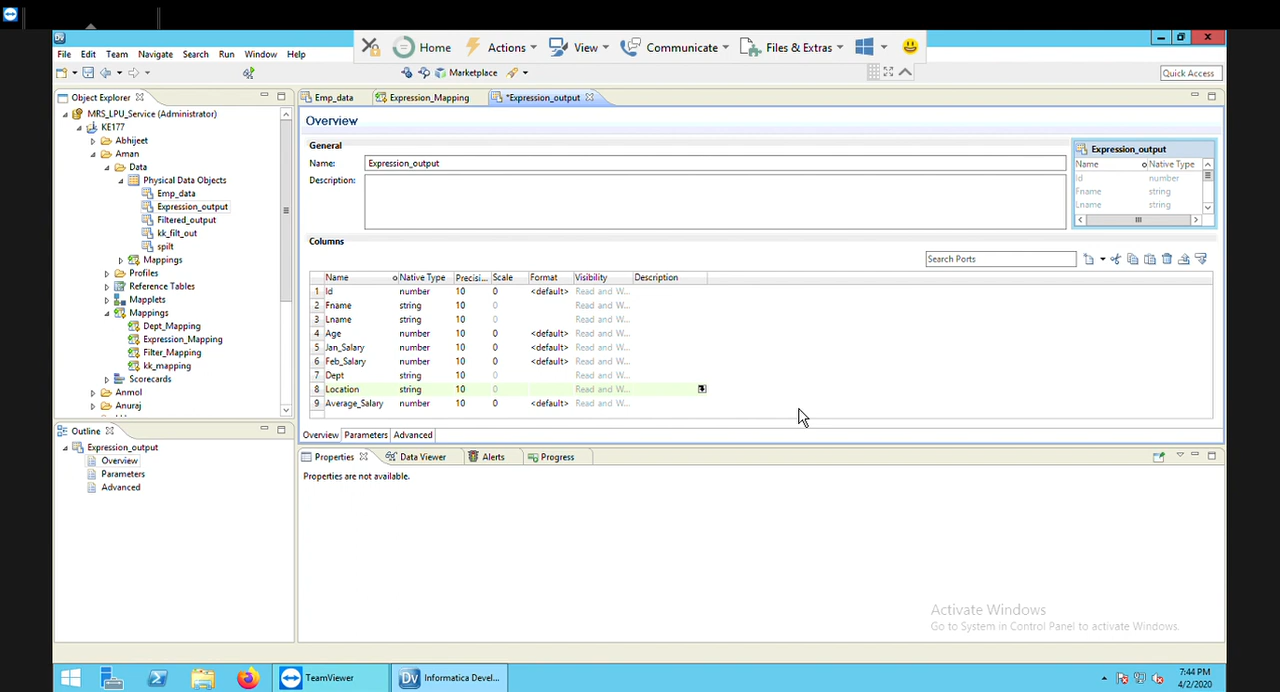 Home Actions View Communicate Files & Extras
File Edit Team Navigate Search Run Window Help
Marketplace
Quick Access
Object Explorer
MRS_LPU_Service (Administrator)
KE177
Abhijeet
Aman
Data
Physical Data Objects
Emp_data
Expression_output
Filtered_output
kk_filt_out
spilt
Mappings
Profiles
Reference Tables
Mapplets
Mappings
Dept_Mapping
Expression_Mapping
Filter_Mapping
kk_mapping
Scorecards
Anmol
Anuraj
Outline
Expression_output
Overview
Parameters
Advanced
Emp_data Expression_Mapping *Expression_output
Overview
General
Name: Expression_output
Description:
Expression_output
Name Native Type
Id number
Fname string
Lname string
Columns
Search Ports
Name Native Type Precisi... Scale Format Visibility Description
1 Id number 10 0 <default> Read and W...
2 Fname string 10 0 Read and W...
3 Lname string 10 0 Read and W...
4 Age number 10 0 <default> Read and W...
5 Jan_Salary number 10 0 <default> Read and W...
6 Feb_Salary number 10 0 <default> Read and W...
7 Dept string 10 0 Read and W...
8 Location string 10 0 Read and W...
9 Average_Salary number 10 0 <default> Read and W...
Overview Parameters Advanced
Properties Data Viewer Alerts Progress
Properties are not available.
Activate Windows
Go to System in Control Panel to activate Windows.
TeamViewer
Dv Informatica Devel...
7:44 PM
4/2/2020